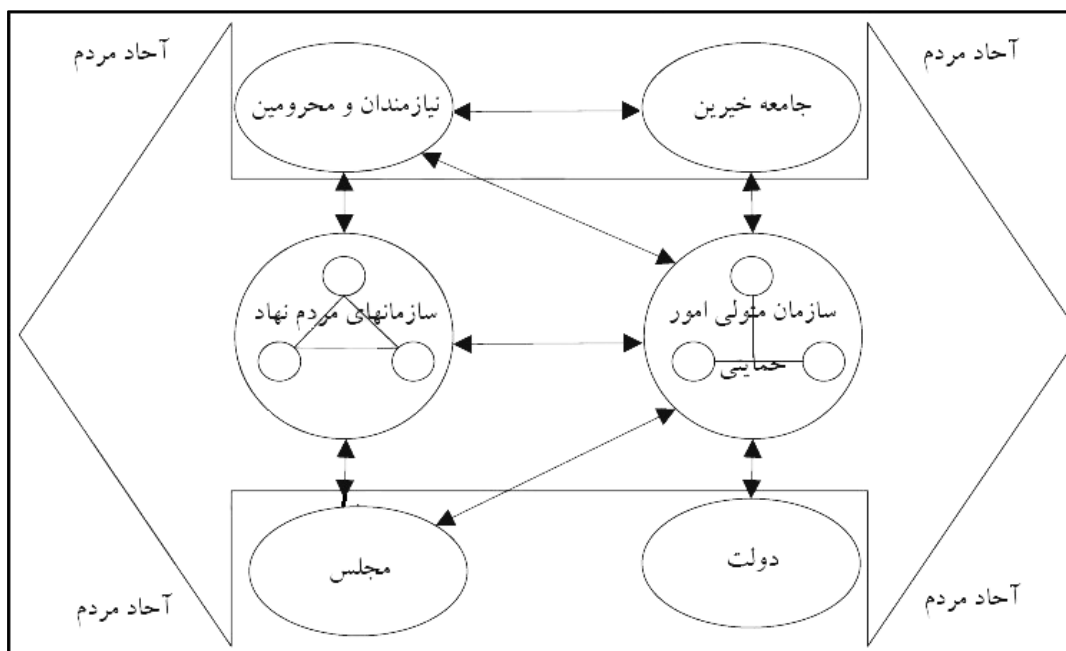 آحاد مردم
آحاد مردم
جامعه خیرین
نیازمندان و محرومین
سازمان متولی امور
حمایتی
سازمانهای مردم نهاد
دولت
مجلس
آحاد مردم
آحاد مردم